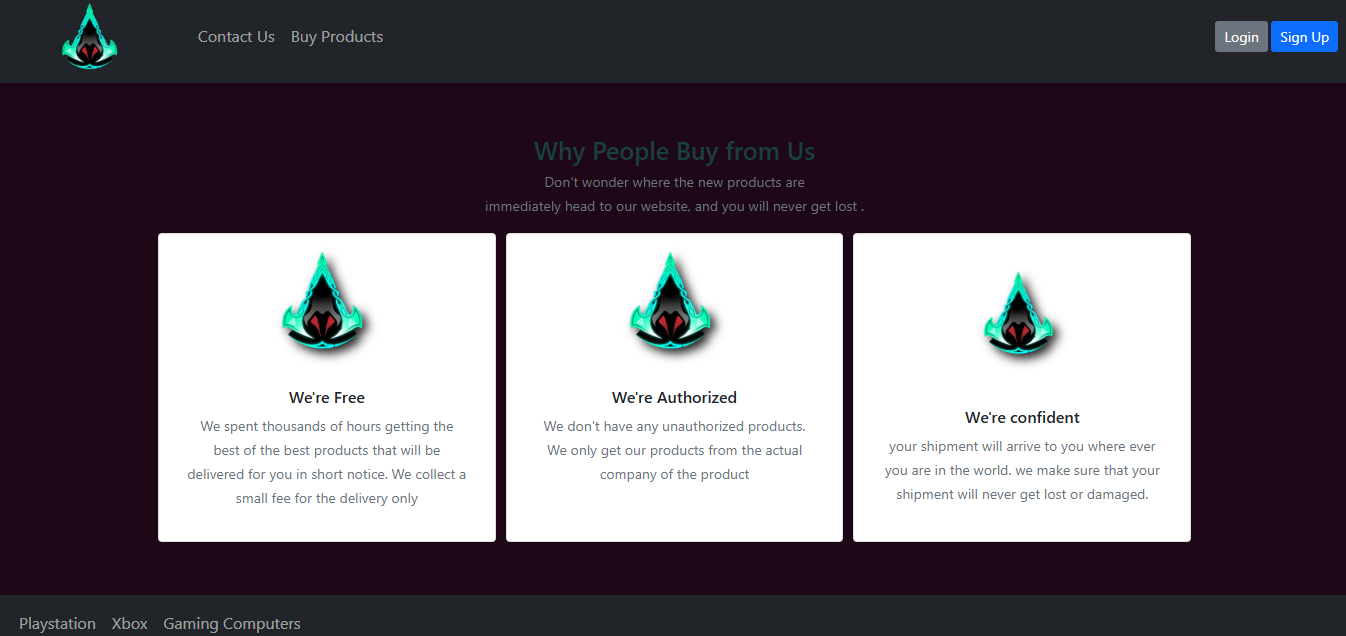 Contact Us Buy Products
Login Sign Up
Why People Buy from Us
Don't wonder where the new products are
immediately head to our website, and you will never get lost .
We're Free
We spent thousands of hours getting the
best of the best products that will be
delivered for you in short notice. We collect a
small fee for the delivery only
We're Authorized
We don't have any unauthorized products.
We only get our products from the actual
company of the product
We're confident
your shipment will arrive to you where ever
you are in the world. we make sure that your
shipment will never get lost or damaged.
Playstation Xbox Gaming Computers